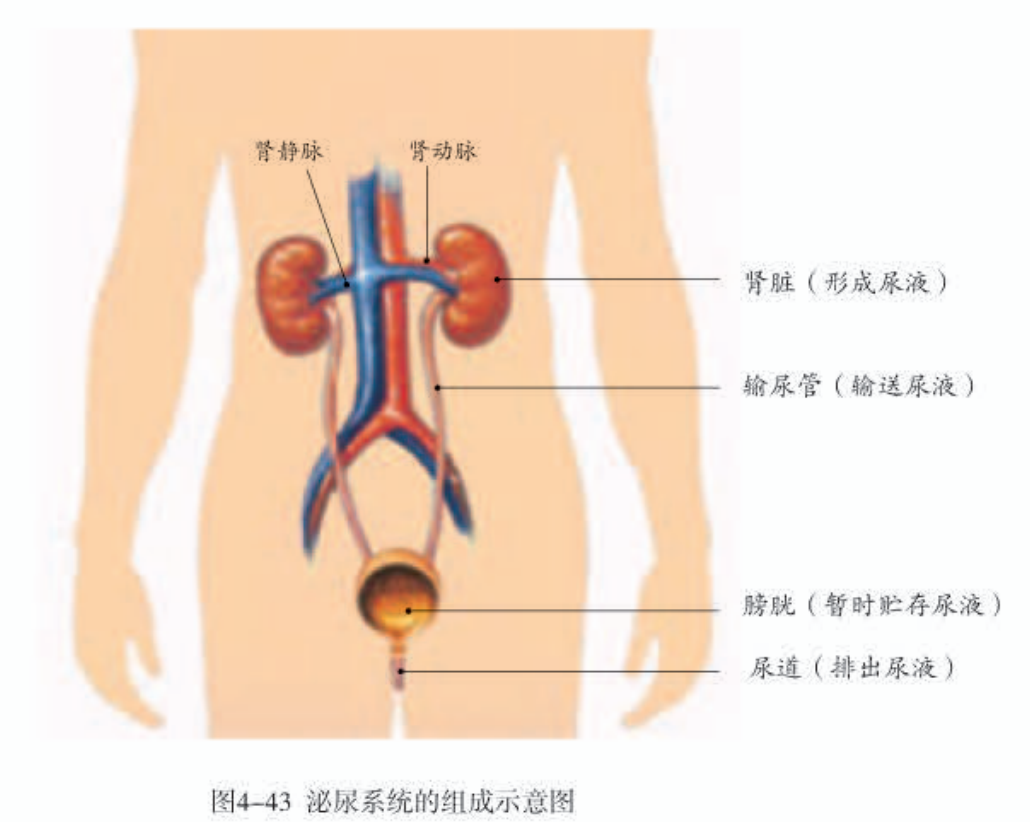 肾静脉
肾动脉
肾脏（形成尿液）
输尿管（输送尿液）
膀胱（暂时贮存尿液）
尿道（排出尿液）
图4-43 泌尿系统的组成示意图